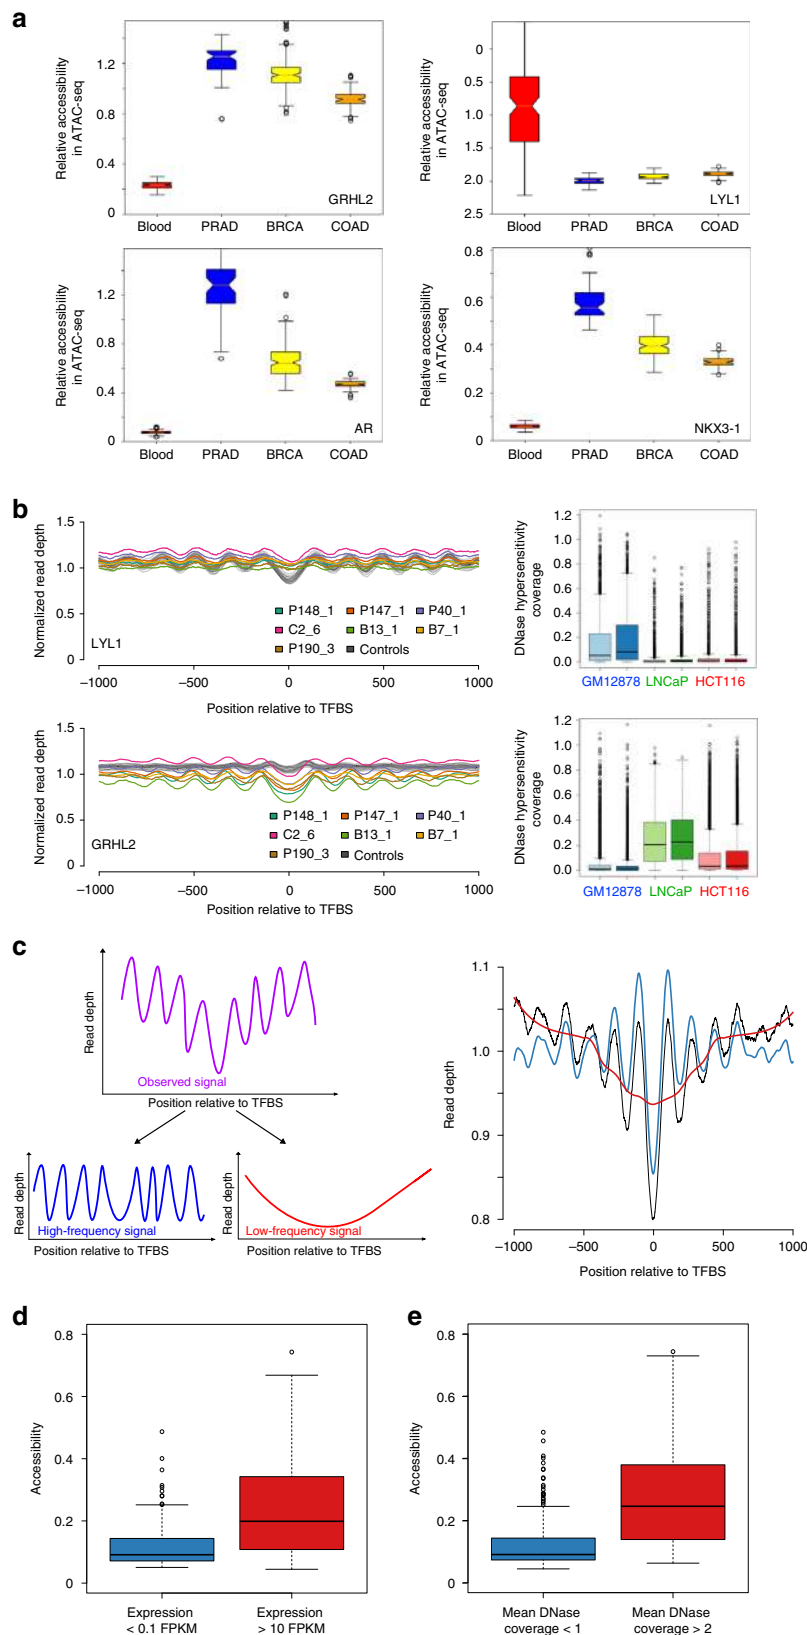 a
Relative accessibility
in ATAC-seq
1.2
0.8
0.4
0
GRHL2
Blood PRAD BRCA COAD
Relative accessibility
in ATAC-seq
0
0.5
1.0
1.5
2.0
2.5
LYL1
Blood PRAD BRCA COAD
Relative accessibility
in ATAC-seq
1.2
0.8
0.4
0
AR
Blood PRAD BRCA COAD
Relative accessibility
in ATAC-seq
0.8
0.6
0.4
0.2
0
NKX3-1
Blood PRAD BRCA COAD
b
Normalized read depth
1.5
1.0
0.5
0
P148_1 P147_1 P40_1
C2_6 B13_1 B7_1
P190_3 Controls
LYL1
−1000 −500 0 500 1000
Position relative to TFBS
DNase hypersensitivity
coverage
1.2
1.0
0.8
0.6
0.4
0.2
0.0
GM12878 LNCaP HCT116
Normalized read depth
1.5
1.0
0.5
0
P148_1 P147_1 P40_1
C2_6 B13_1 B7_1
P190_3 Controls
GRHL2
−1000 −500 0 500 1000
Position relative to TFBS
DNase hypersensitivity
coverage
1.2
1.0
0.8
0.6
0.4
0.2
0.0
GM12878 LNCaP HCT116
c
Read depth
Observed signal
Position relative to TFBS
Read depth
High-frequency signal
Position relative to TFBS
Read depth
Low-frequency signal
Position relative to TFBS
Read depth
1.1
1.0
0.9
0.8
−1000 −500 0 500 1000
Position relative to TFBS
d
Accessibility
0.8
0.6
0.4
0.2
0
Expression
< 0.1 FPKM
Expression
> 10 FPKM
e
Accessibility
0.8
0.6
0.4
0.2
0
Mean DNase
coverage < 1
Mean DNase
coverage > 2